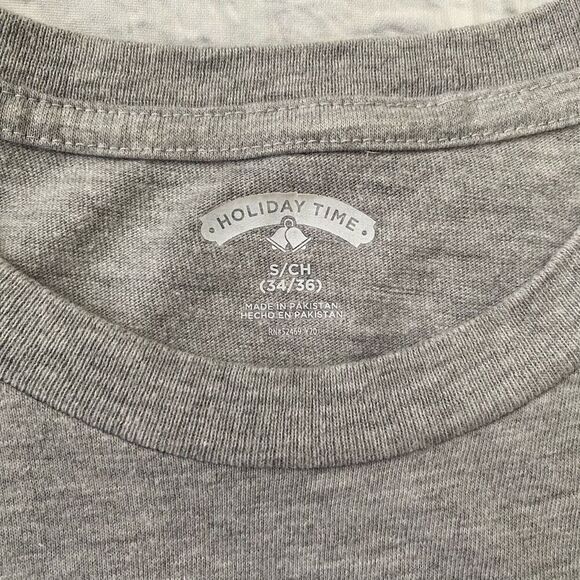 • HOLIDAY TIME •
S/CH
(34/36)
MADE IN PAKISTAN
HECHO EN PAKISTAN